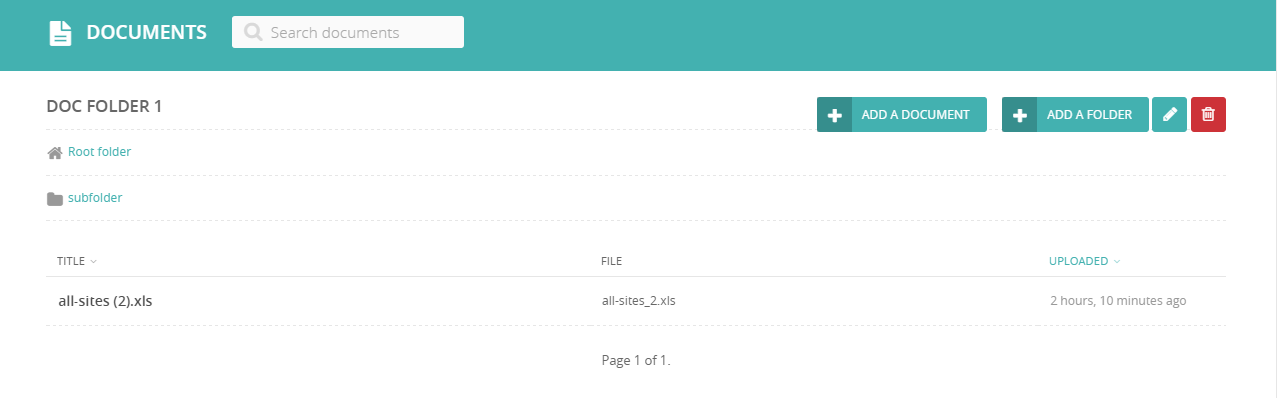 DOCUMENTS Search documents
DOC FOLDER 1 ADD A DOCUMENT ADD A FOLDER
Root folder
subfolder
TITLE FILE UPLOADED
all-sites (2).xls all-sites_2.xls 2 hours, 10 minutes ago
Page 1 of 1.